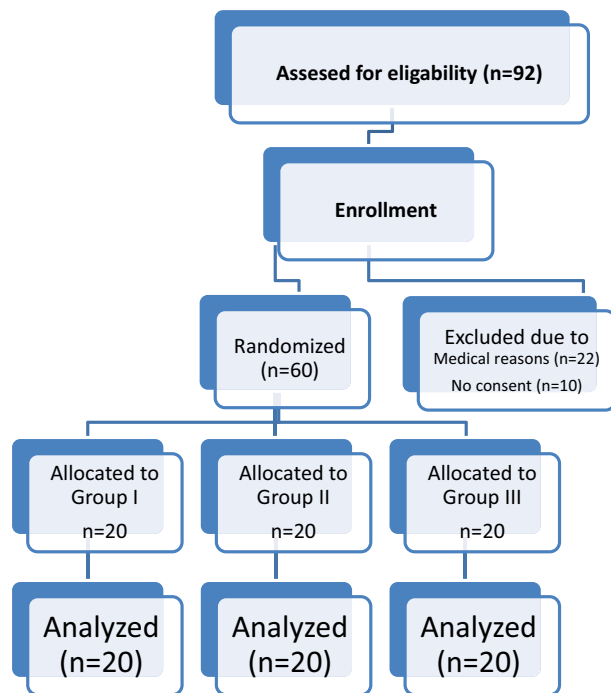 Assesed for eligability (n=92)
Enrollment
Randomized
(n=60)
Excluded due to
Medical reasons (n=22)
No consent (n=10)
Allocated to
Group I
n=20
Allocated to
Group II
n=20
Allocated to
Group III
n=20
Analyzed
(n=20)
Analyzed
(n=20)
Analyzed
(n=20)